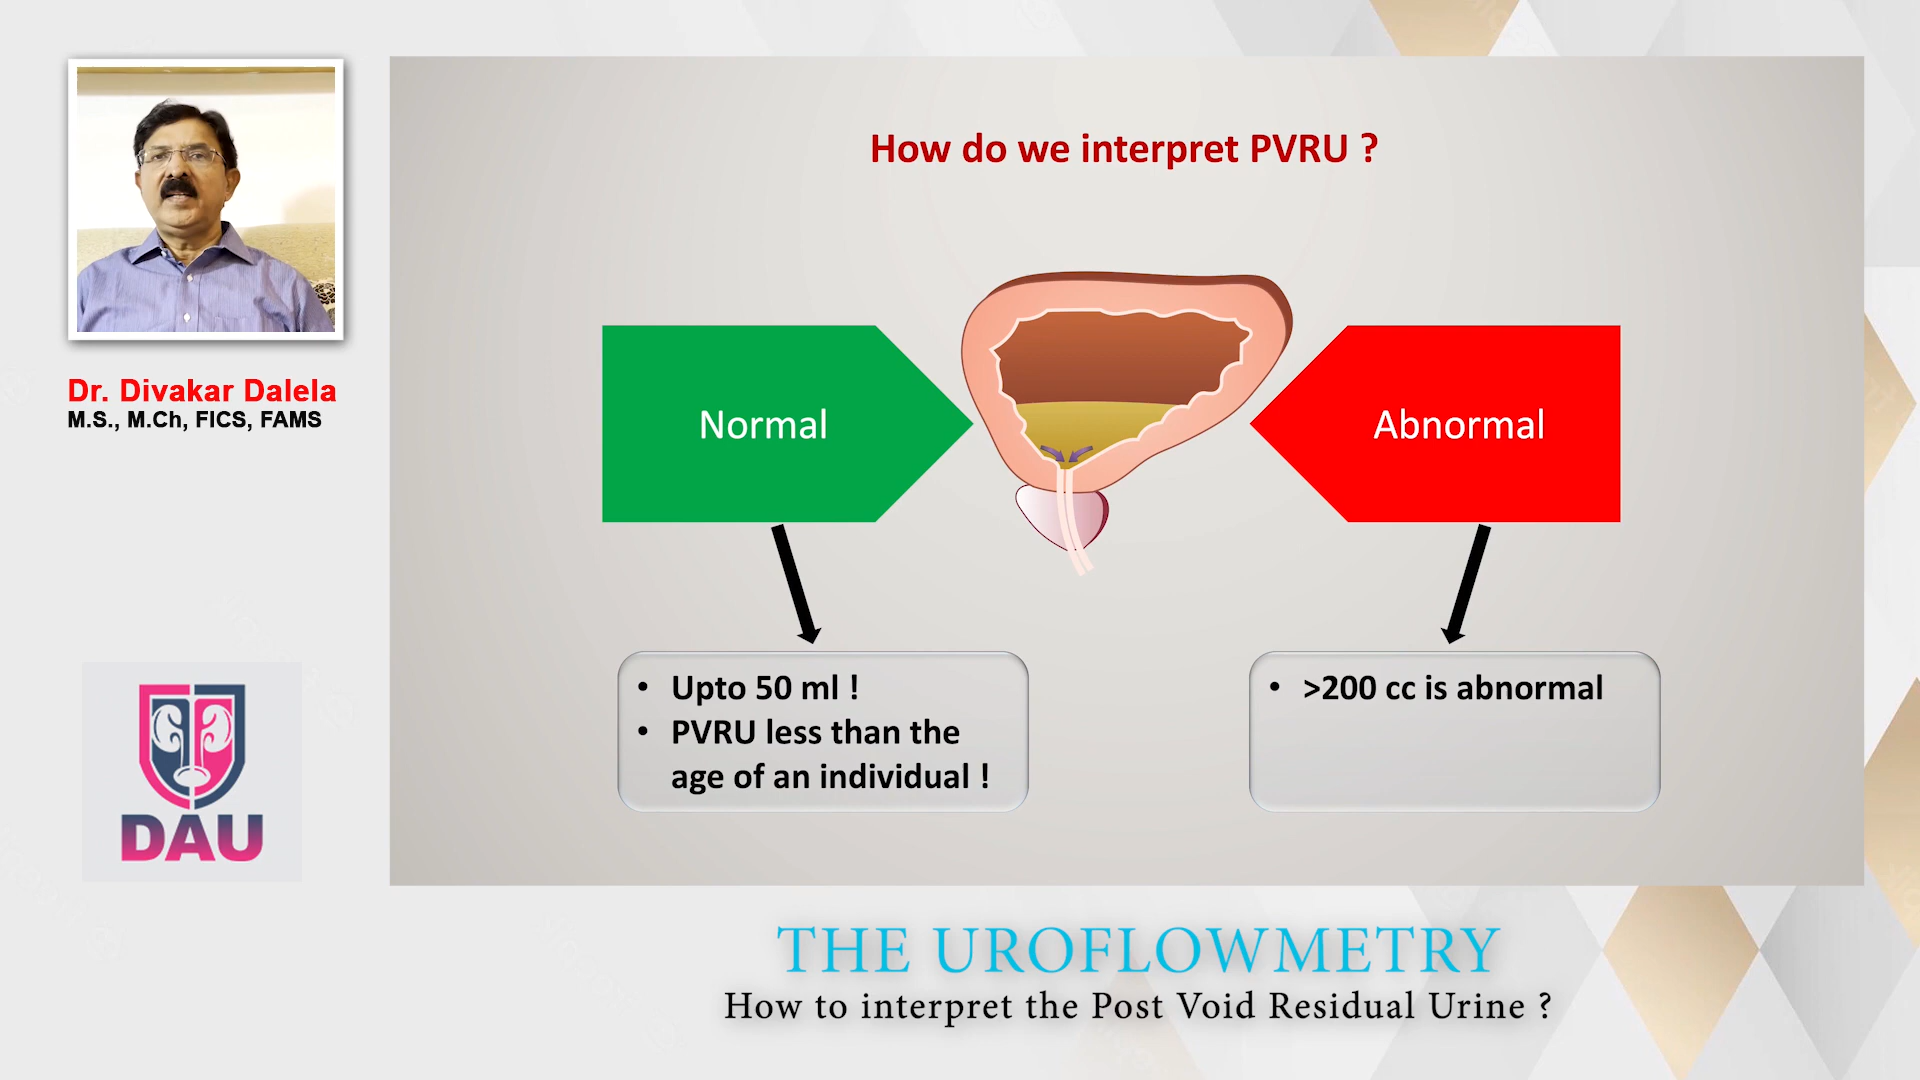 How do we interpret PVRU ?
Dr. Divakar Dalela
M.S., M.Ch, FICS, FAMS
Normal
Abnormal
• Upto 50 ml !
• PVRU less than the
age of an individual !
• >200 cc is abnormal
DAU
THE UROFLOWMETRY
How to interpret the Post Void Residual Urine ?